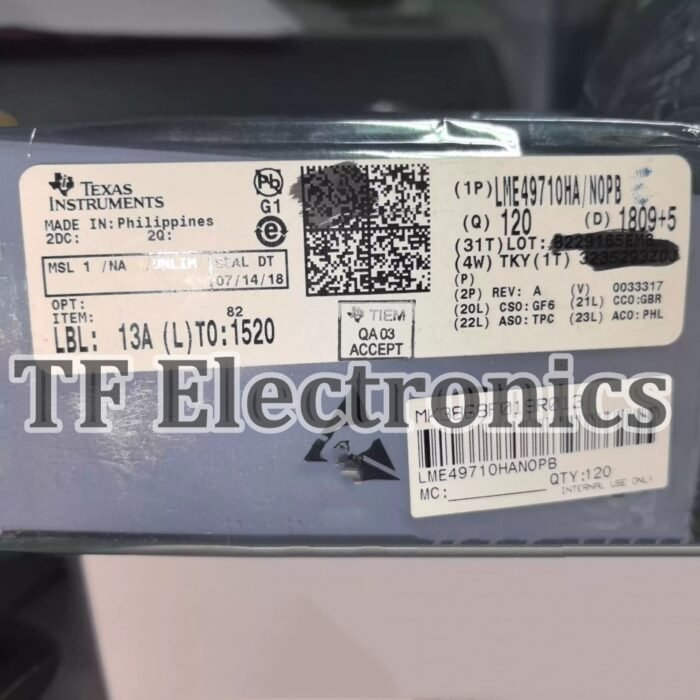 TEXAS
INSTRUMENTS
MADE IN: Philippines
2DC: 2Q:
MSL 1 /NA /UNLIM SEAL DT
07/14/18
OPT:
ITEM: 82
LBL: 13A (L)TO:1520
Pb
G1
e
TIEM
QA 03
ACCEPT
(1P) LME49710HA/NOPB
(Q) 120 (D) 1809+5
(31T) LOT:
(4W) TKY(1T)
(P)
(2P) REV: A (V) 0033317
(20L) CSO:GF6 (21L) CCO:GBR
(22L) ASO:TPC (23L) ACO:PHL
TF Electronics
LME49710HANOPB
QTY:120
MC:
INTERNAL USE ONLY